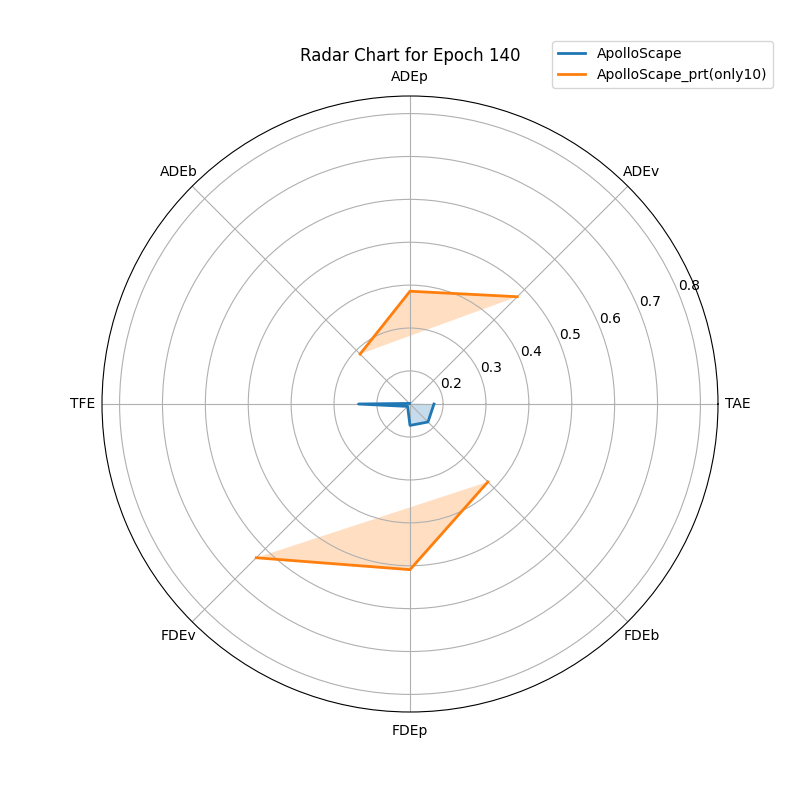 Radar Chart for Epoch 140
ApolloScape
ApolloScape_prt(only10)
ADEp
ADEb
ADEv
0.8
0.7
0.6
0.5
0.4
0.3
0.2
TFE
TAE
FDEv
FDEb
FDEp